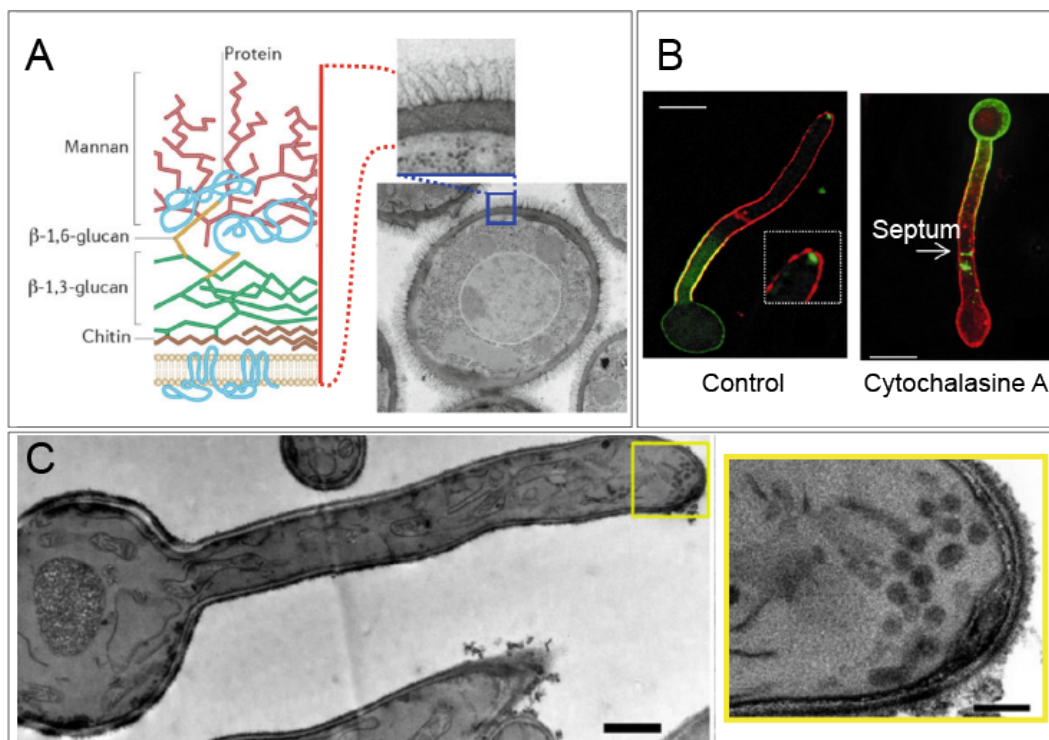 A
Protein
Mannan
β-1,6-glucan
β-1,3-glucan
Chitin
B
Septum
Control
Cytochalasine A
C